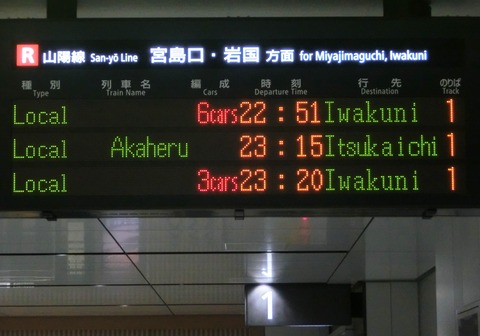 R 山陽線 San-yō Line 宮島口・岩国 方面 for Miyajimaguchi, Iwakuni
種別 列車名 編成 時刻 行先 のりば
Type Train Name Cars Departure Time Destination Track
Local 6cars 22:51 Iwakuni 1
Local Akaheru 23:15 Itsukaichi 1
Local 3cars 23:20 Iwakuni 1
1